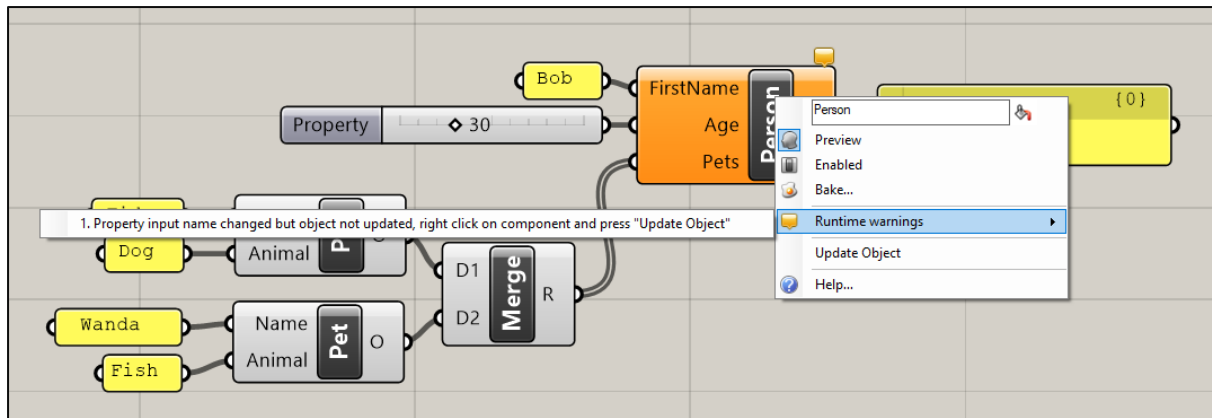 Bob
FirstName
Age
Pets
Person
Property
30
{0}
Person
Preview
Enabled
Bake...
Runtime warnings
Update Object
Help...
1. Property input name changed but object not updated, right click on component and press "Update Object"
Dog
Animal
D1
D2
Merge
R
Wanda
Fish
Name
Animal
Pet
O